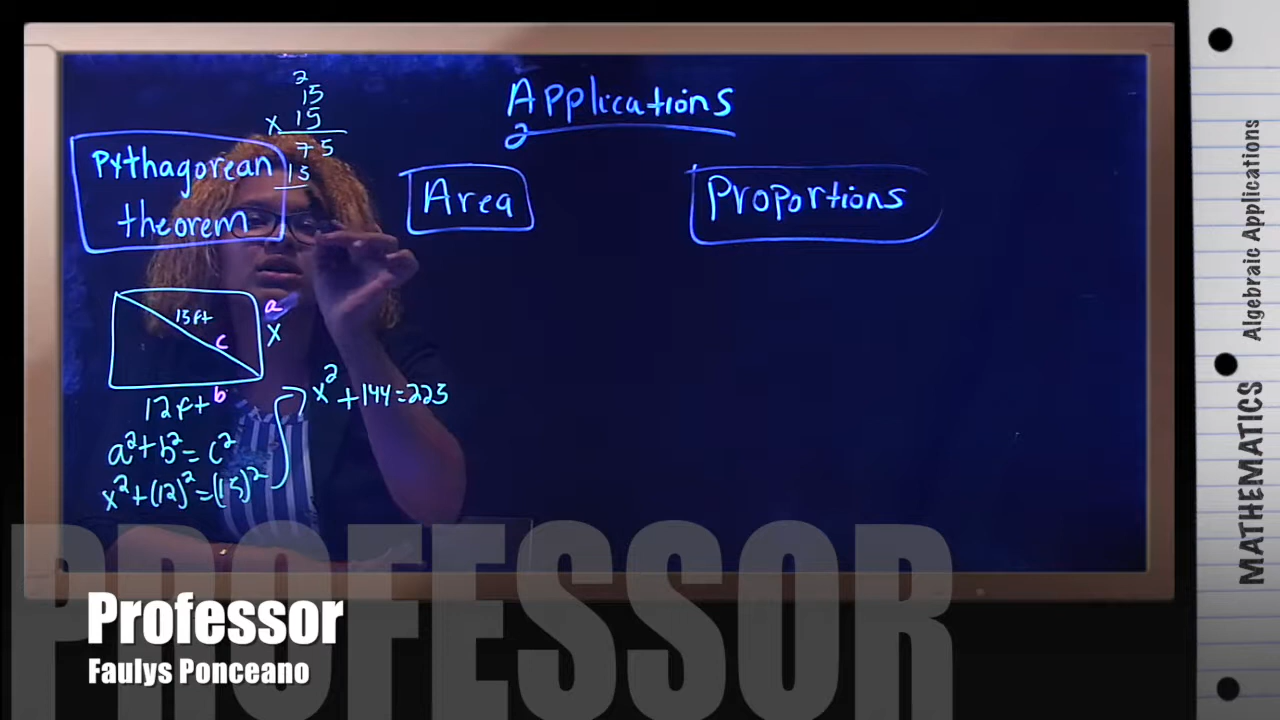 Applications
2
15
x 15
75
15
Pythagorean
theorem
Area
Proportions
15ft
c
a
x
12ft b
a² + b² = c²
x² + (12)² = (15)²
x² + 144 = 225
PROFESSOR
Professor
Faulys Ponceano
MATHEMATICS
Algebraic Applications